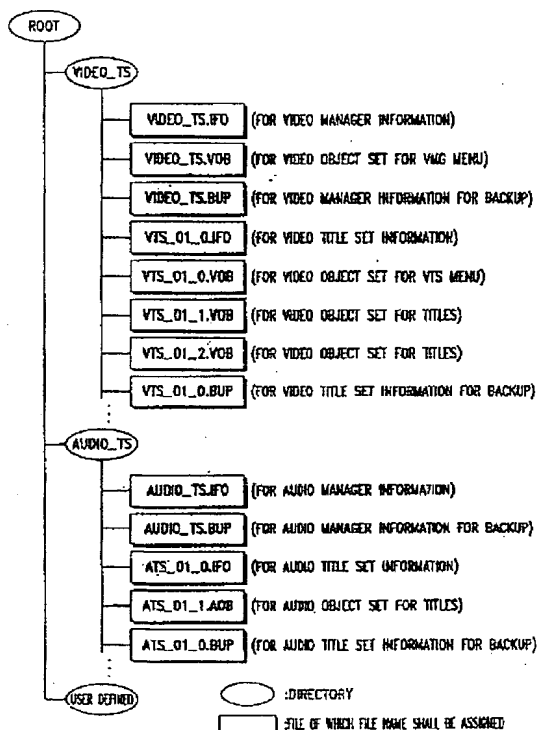 ROOT
VIDEO_TS
VIDEO_TS.IFO (FOR VIDEO MANAGER INFORMATION)
VIDEO_TS.VOB (FOR VIDEO OBJECT SET FOR VMG MENU)
VIDEO_TS.BUP (FOR VIDEO MANAGER INFORMATION FOR BACKUP)
VTS_01_0.IFO (FOR VIDEO TITLE SET INFORMATION)
VTS_01_0.VOB (FOR VIDEO OBJECT SET FOR VTS MENU)
VTS_01_1.VOB (FOR VIDEO OBJECT SET FOR TITLES)
VTS_01_2.VOB (FOR VIDEO OBJECT SET FOR TITLES)
VTS_01_0.BUP (FOR VIDEO TITLE SET INFORMATION FOR BACKUP)
AUDIO_TS
AUDIO_TS.IFO (FOR AUDIO MANAGER INFORMATION)
AUDIO_TS.BUP (FOR AUDIO MANAGER INFORMATION FOR BACKUP)
ATS_01_0.IFO (FOR AUDIO TITLE SET INFORMATION)
ATS_01_1.AOB (FOR AUDIO OBJECT SET FOR TITLES)
ATS_01_0.BUP (FOR AUDIO TITLE SET INFORMATION FOR BACKUP)
USER DEFINED
:DIRECTORY
:FILE OF WHICH FILE NAME SHALL BE ASSIGNED